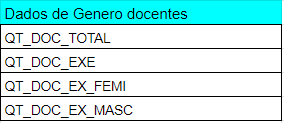 Dados de Genero docentes
QT_DOC_TOTAL
QT_DOC_EXE
QT_DOC_EX_FEMI
QT_DOC_EX_MASC